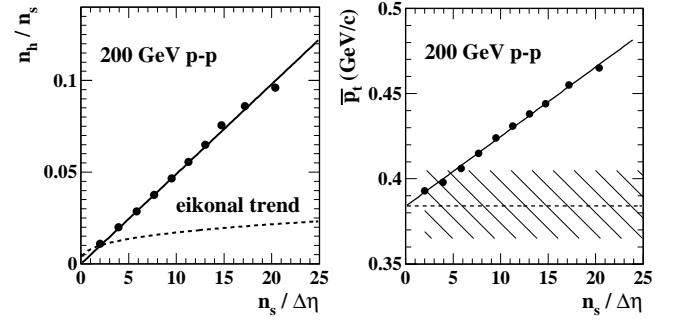 n_h / n_s
0.1
0.05
0
200 GeV p-p
eikonal trend
0 5 10 15 20 25
n_s / Δη
p̅_t (GeV/c)
0.5
0.45
0.4
0.35
200 GeV p-p
0 5 10 15 20 25
n_s / Δη